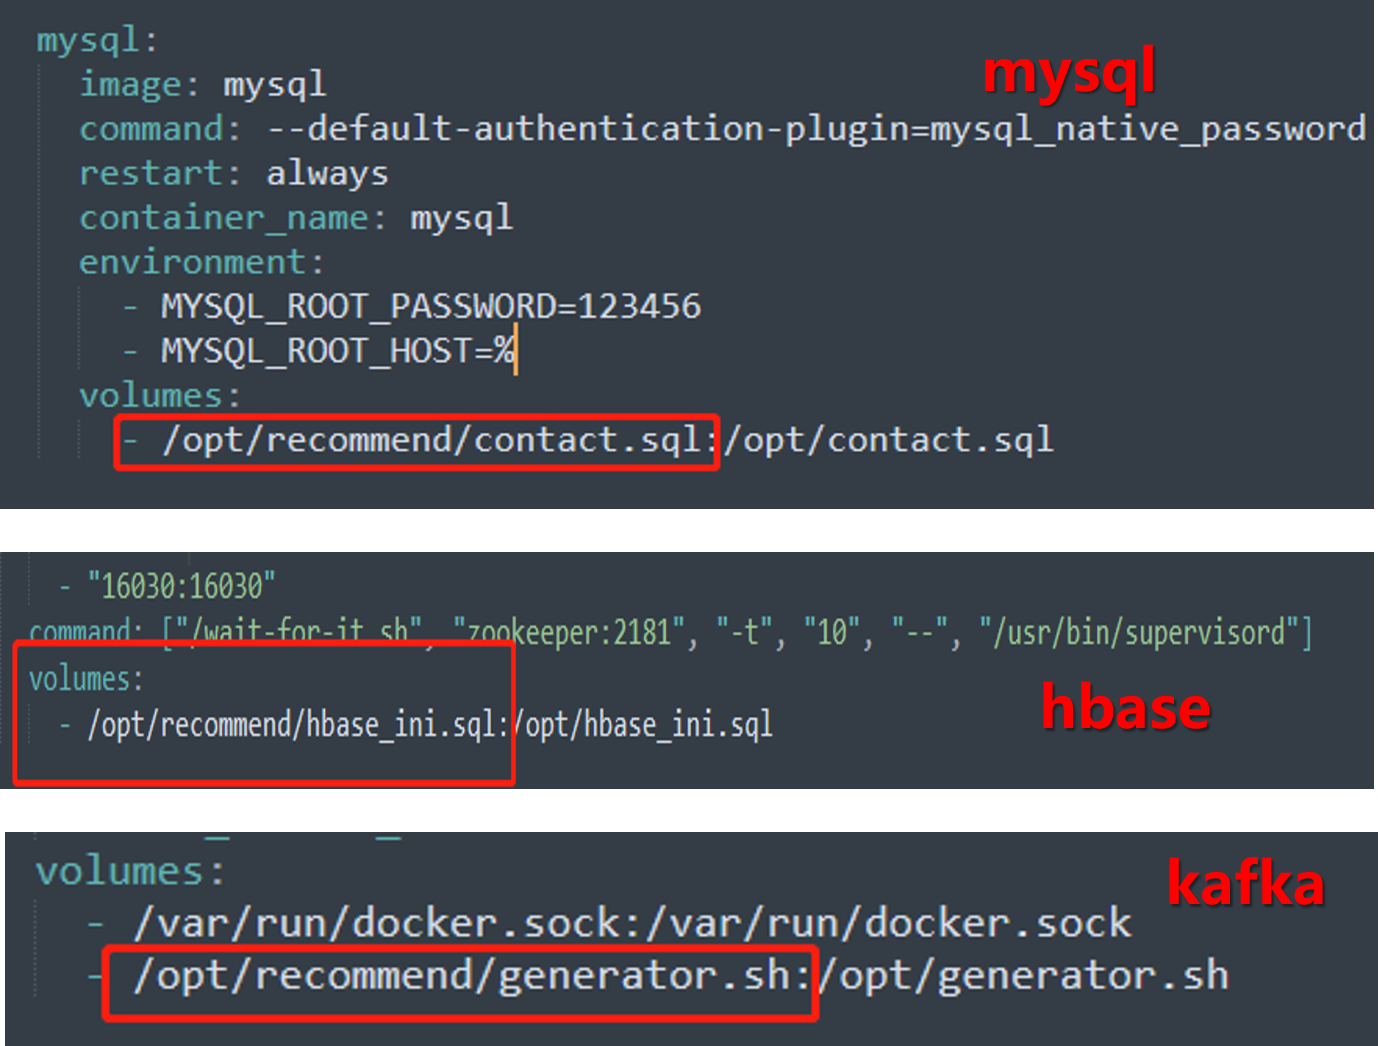 mysql:
mysql
image: mysql
command: --default-authentication-plugin=mysql_native_password
restart: always
container_name: mysql
environment:
- MYSQL_ROOT_PASSWORD=123456
- MYSQL_ROOT_HOST=%
volumes:
- /opt/recommend/contact.sql:/opt/contact.sql
- "16030:16030"
command: ["/wait-for-it.sh", "zookeeper:2181", "-t", "10", "--", "/usr/bin/supervisord"]
volumes:
hbase
- /opt/recommend/hbase_ini.sql:/opt/hbase_ini.sql
volumes:
kafka
- /var/run/docker.sock:/var/run/docker.sock
- /opt/recommend/generator.sh:/opt/generator.sh